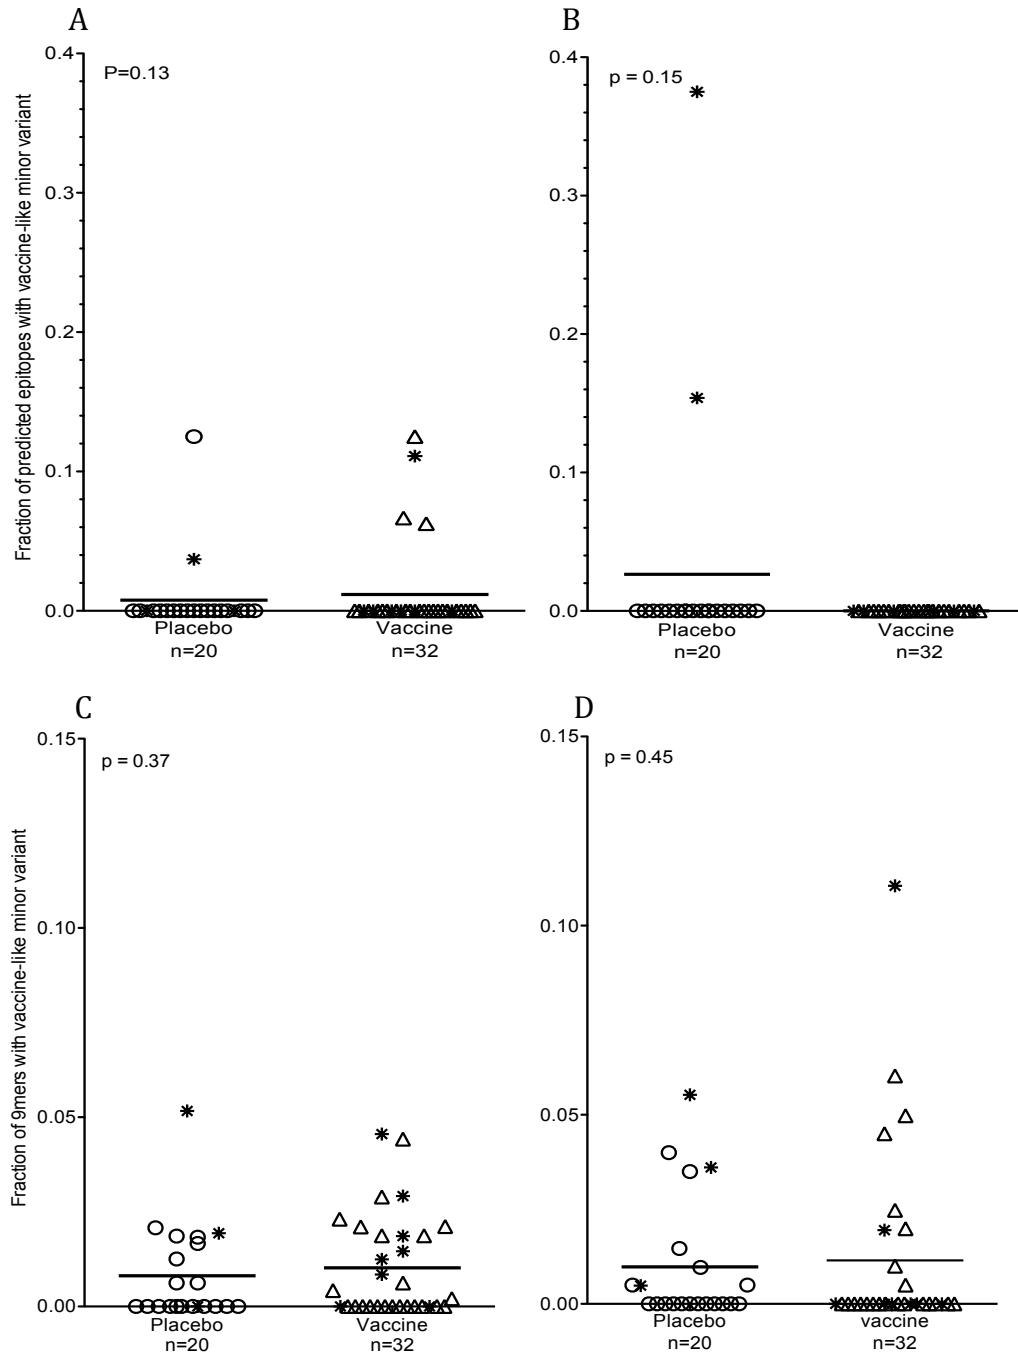 A
B
Fraction of predicted epitopes with vaccine-like minor variant
P=0.13
p = 0.15
0.4
0.3
0.2
0.1
0.0
0.4
0.3
0.2
0.1
0.0
Placebo
n=20
Vaccine
n=32
Placebo
n=20
Vaccine
n=32
C
D
Fraction of 9mers with vaccine-like minor variant
p = 0.37
p = 0.45
0.15
0.10
0.05
0.00
0.15
0.10
0.05
0.00
Placebo
n=20
Vaccine
n=32
Placebo
n=20
vaccine
n=32